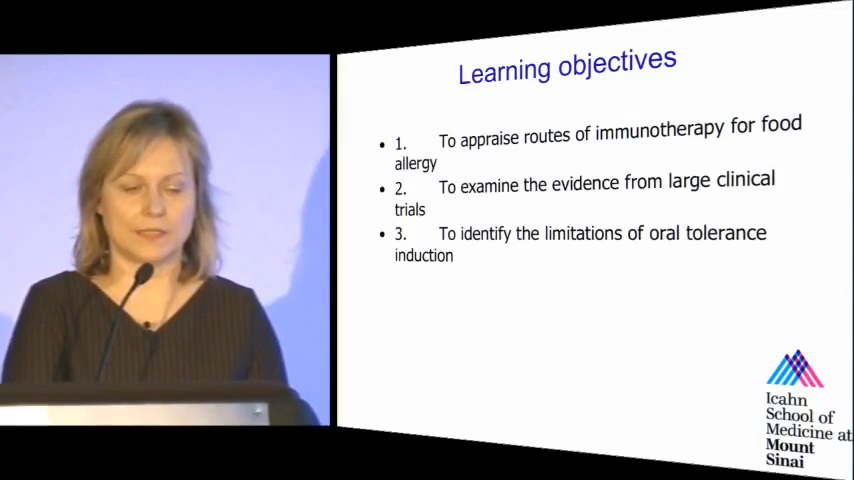 Learning objectives
• 1. To appraise routes of immunotherapy for food
allergy
• 2. To examine the evidence from large clinical
trials
• 3. To identify the limitations of oral tolerance
induction
Icahn
School of
Medicine at
Mount
Sinai